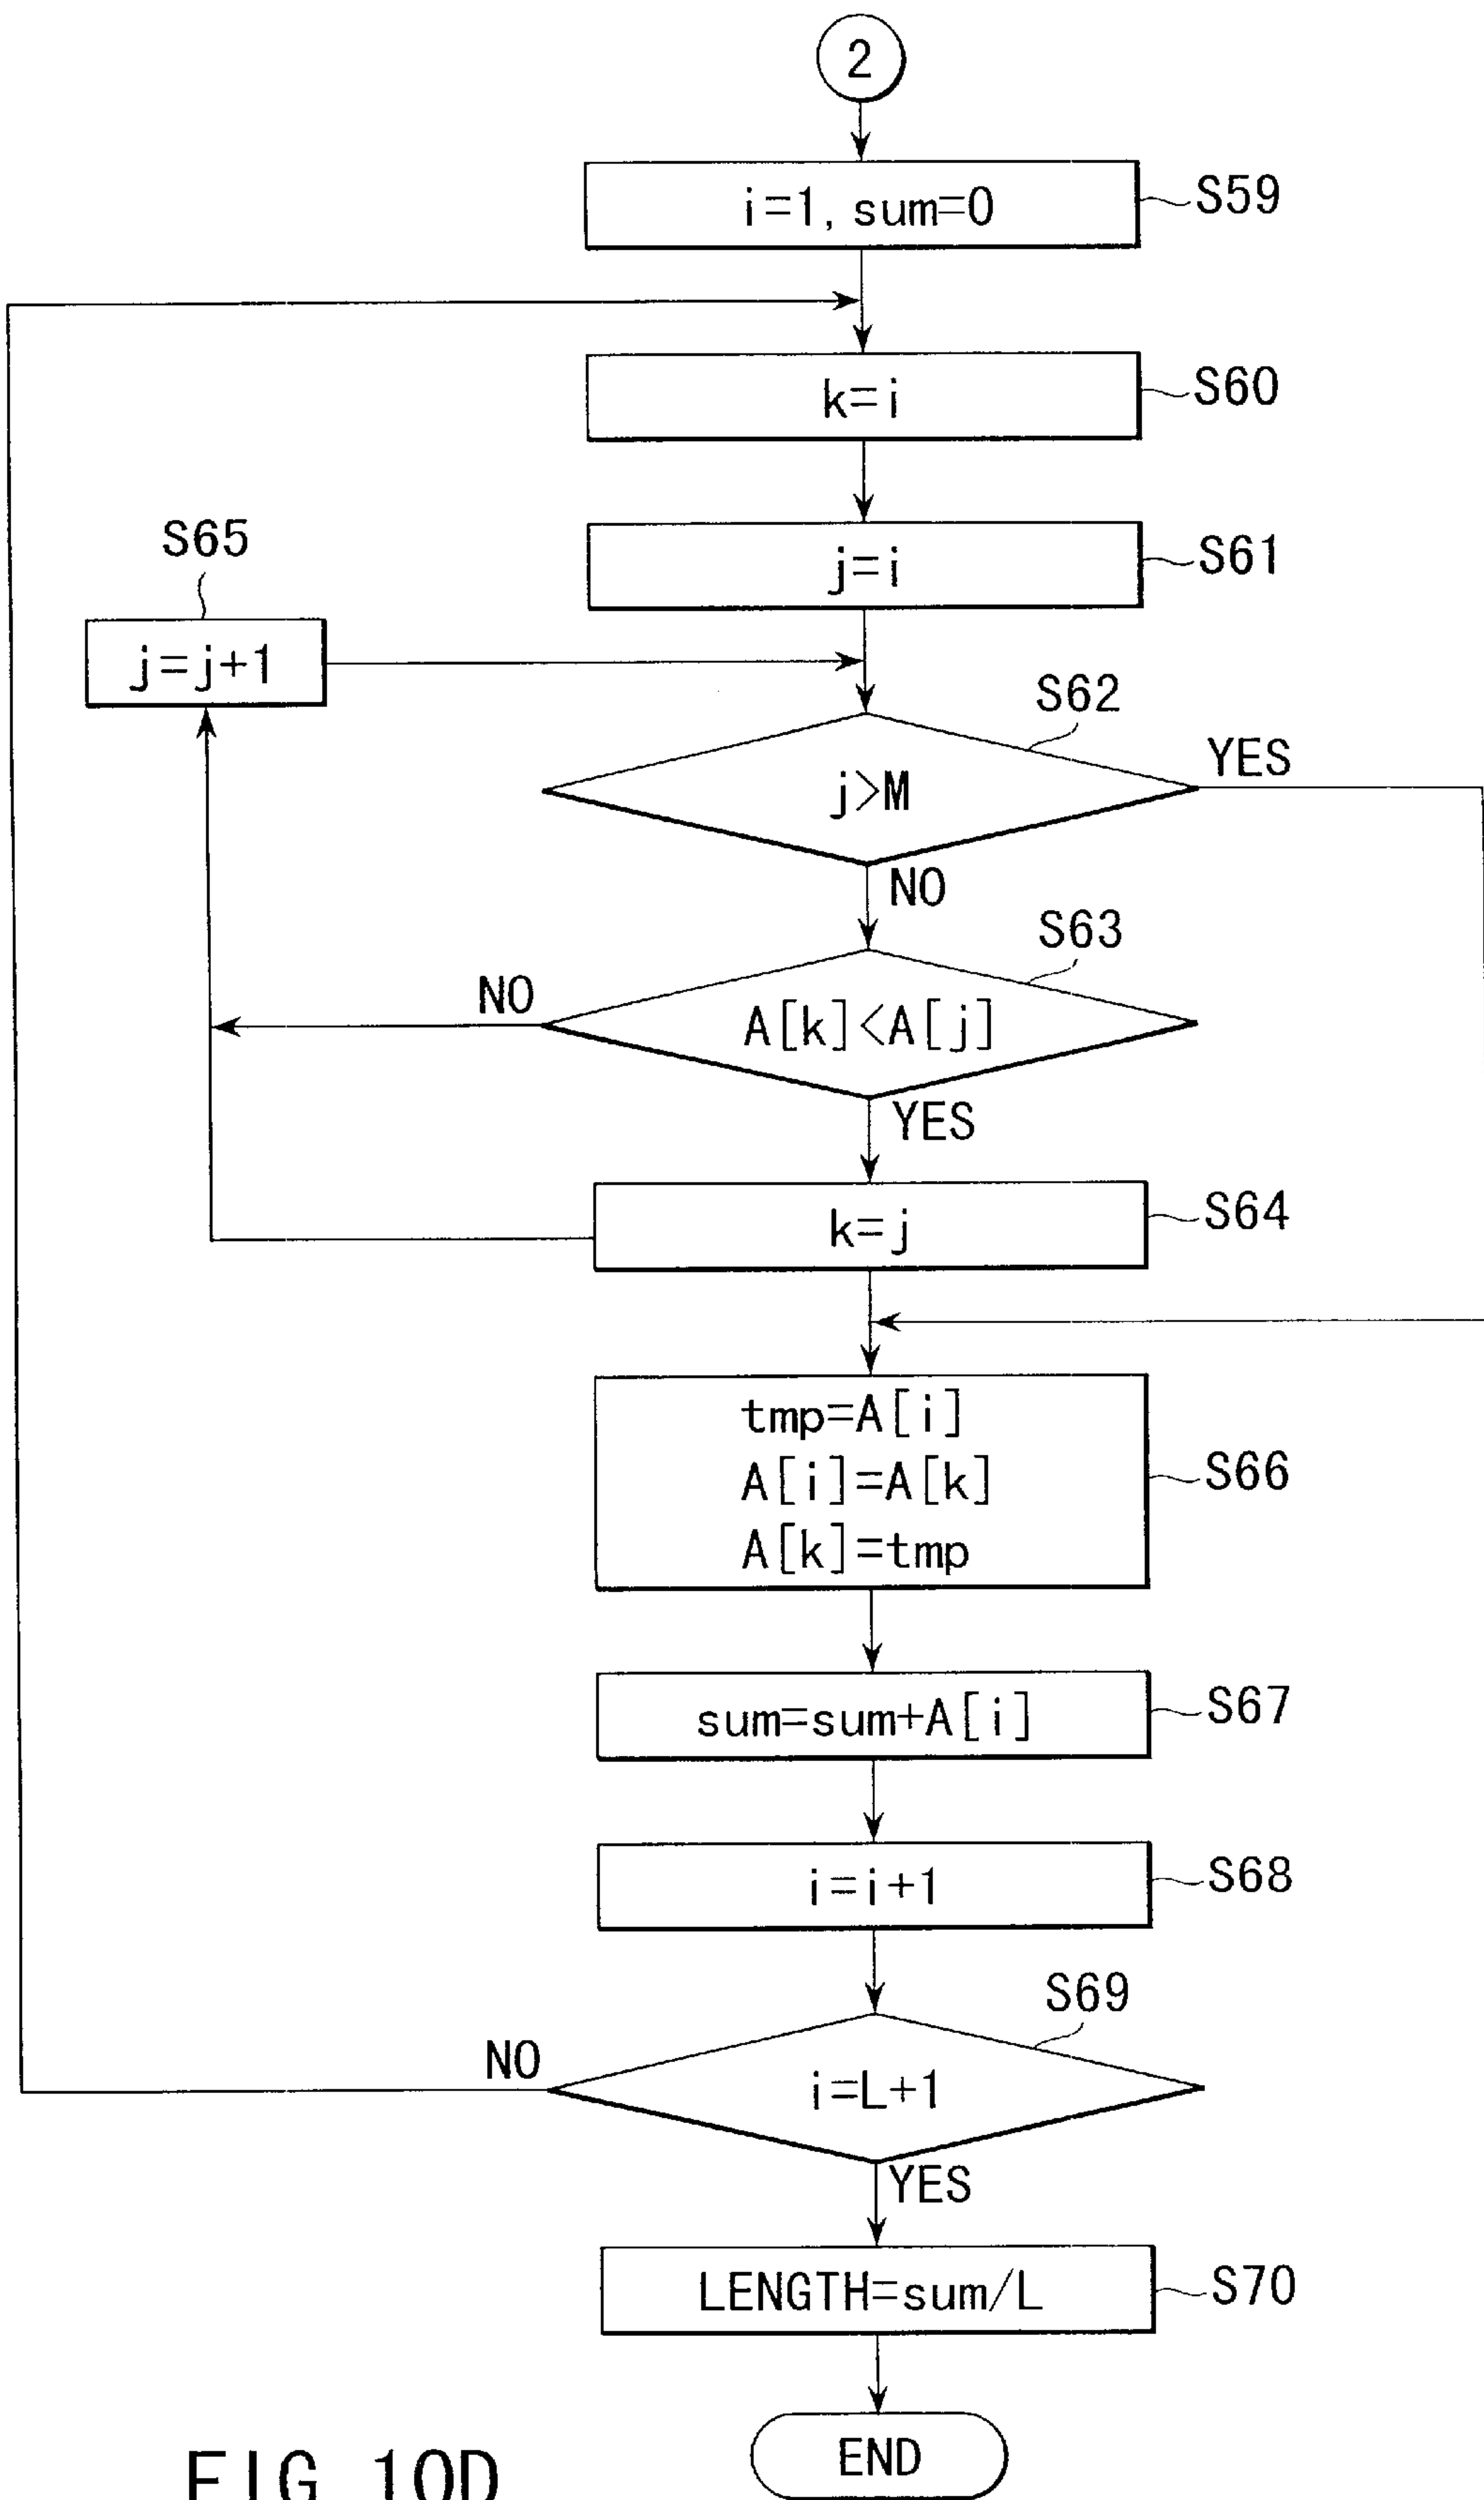 2
i=1, sum=0
S59
k=i
S60
j=i
S61
S65
j=j+1
S62
j>M
YES
NO
S63
A[k]<A[j]
NO
YES
k=j
S64
tmp=A[i]
A[i]=A[k]
A[k]=tmp
S66
sum=sum+A[i]
S67
i=i+1
S68
S69
i=L+1
NO
YES
LENGTH=sum/L
S70
END
FIG 10D